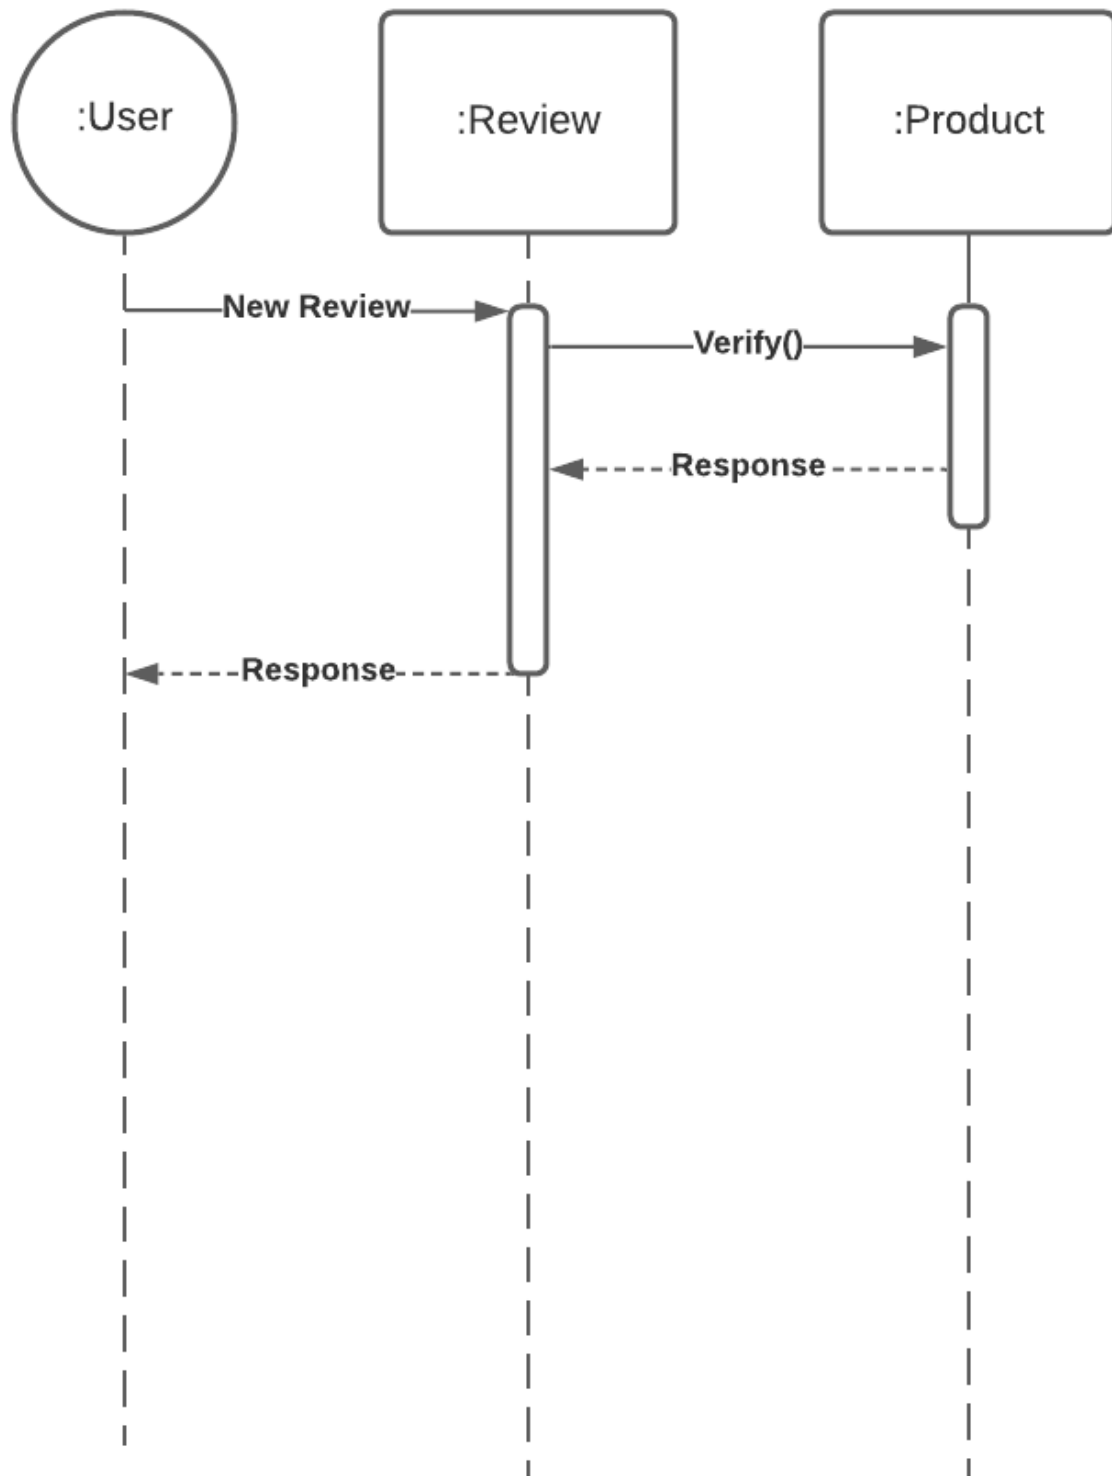 :User
:Review
:Product
New Review
Verify()
Response
Response